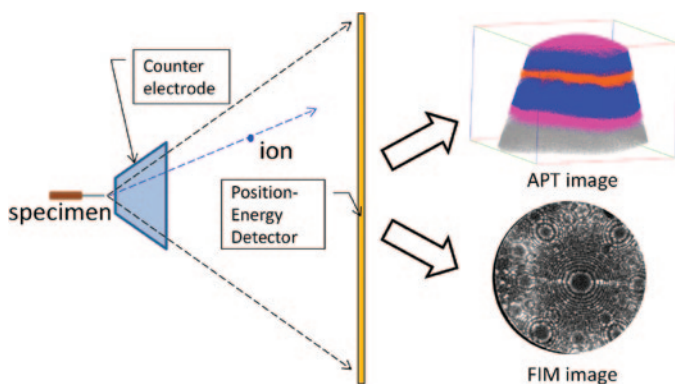 Counter
electrode
ion
specimen
Position-
Energy
Detector
APT image
FIM image